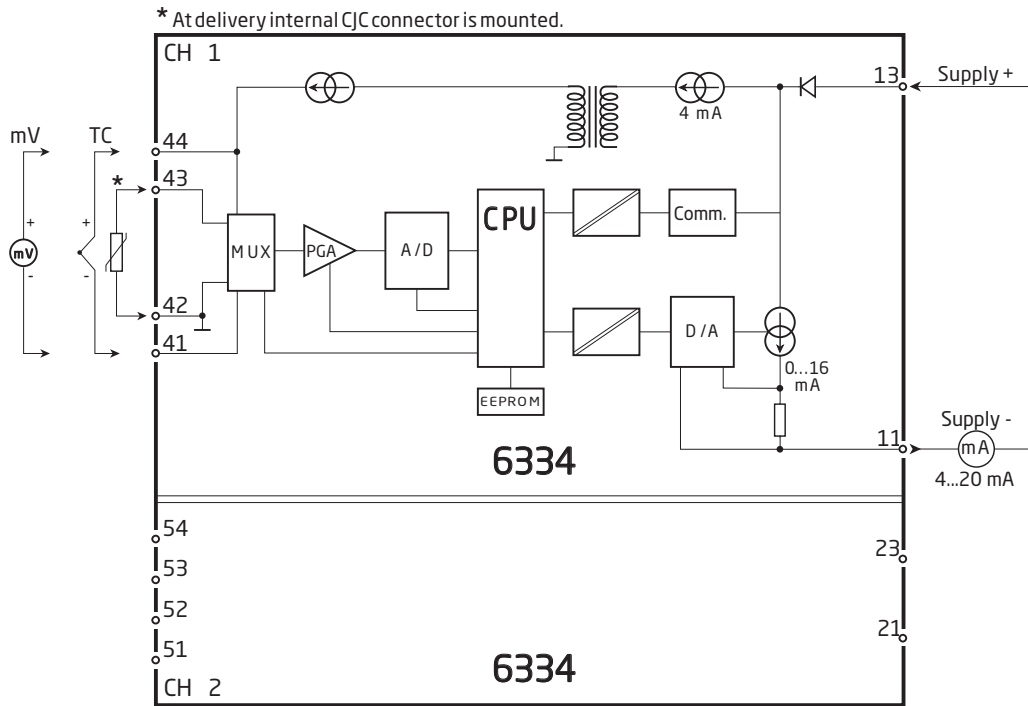 * At delivery internal CJC connector is mounted.
CH 1
13
Supply +
4 mA
mV
TC
44
*
43
CPU
Comm.
+
+
mV
MUX
PGA
A/D
-
-
42
D/A
41
0...16
mA
EEPROM
Supply -
11
mA
6334
4...20 mA
54
23
53
52
21
51
6334
CH 2